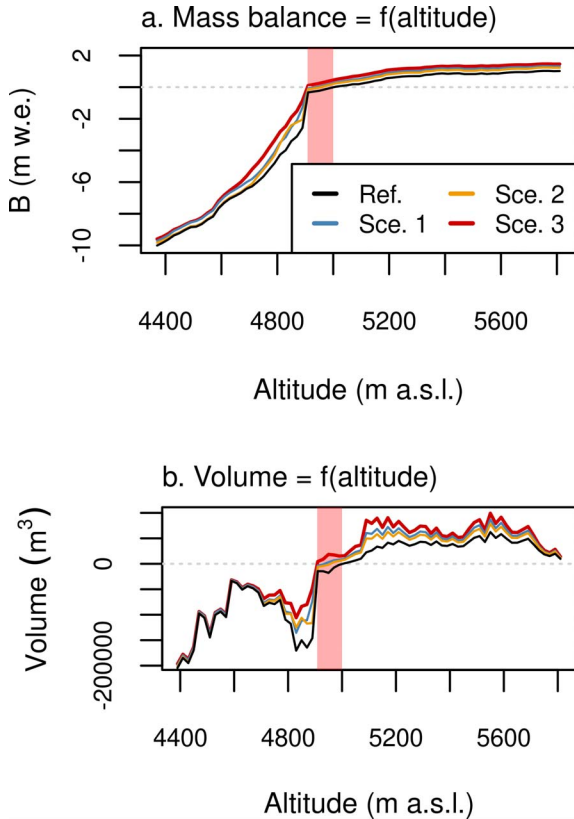 a. Mass balance = f(altitude)
B (m w.e.)
2
-2
-6
-10
Ref.
Sce. 2
Sce. 1
Sce. 3
4400
4800
5200
5600
Altitude (m a.s.l.)
b. Volume = f(altitude)
Volume (m³)
0
-200000
4400
4800
5200
5600
Altitude (m a.s.l.)